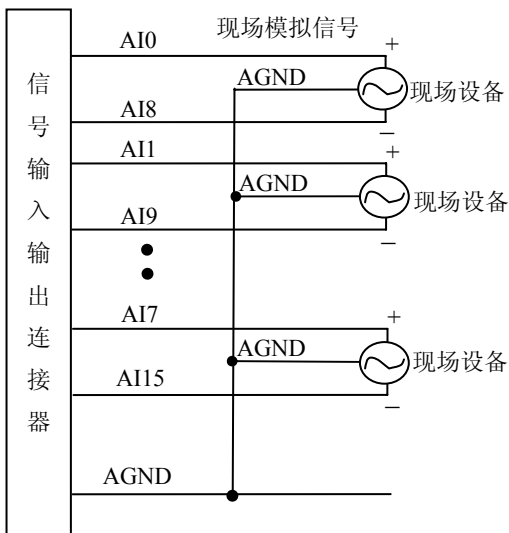 现场模拟信号
信号输入输出连接器
AI0
+
AGND
现场设备
AI8
−
AI1
+
AGND
现场设备
AI9
−
AI7
+
AGND
现场设备
AI15
−
AGND